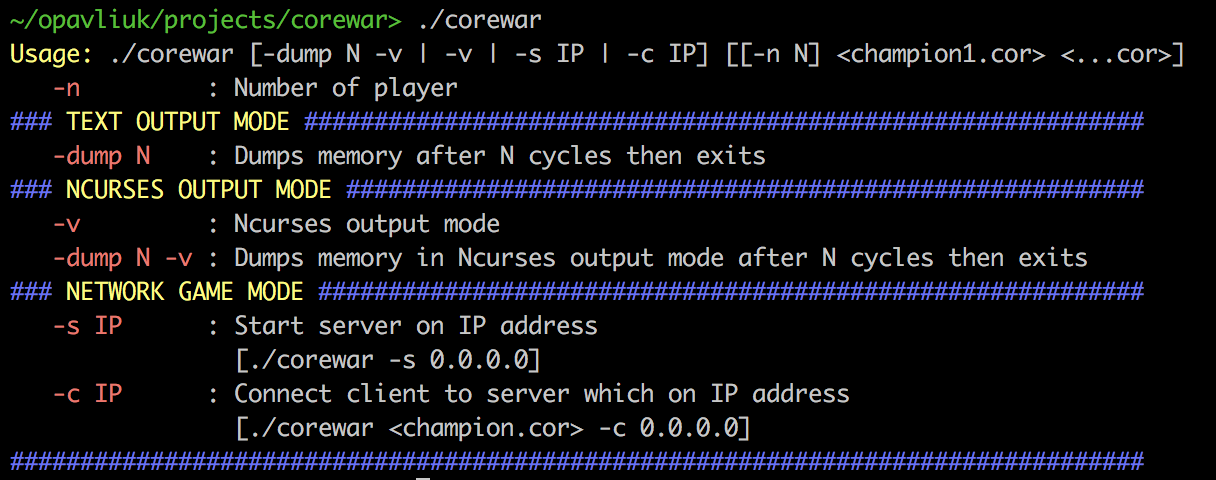 ~/opavliuk/projects/corewar> ./corewar
Usage: ./corewar [-dump N -v | -v | -s IP | -c IP] [[-n N] <champion1.cor> <...cor>]
   -n         : Number of player
### TEXT OUTPUT MODE ############################################################
   -dump N    : Dumps memory after N cycles then exits
### NCURSES OUTPUT MODE #########################################################
   -v         : Ncurses output mode
   -dump N -v : Dumps memory in Ncurses output mode after N cycles then exits
### NETWORK GAME MODE ###########################################################
   -s IP      : Start server on IP address
                [./corewar -s 0.0.0.0]
   -c IP      : Connect client to server which on IP address
                [./corewar <champion.cor> -c 0.0.0.0]
#################################################################################